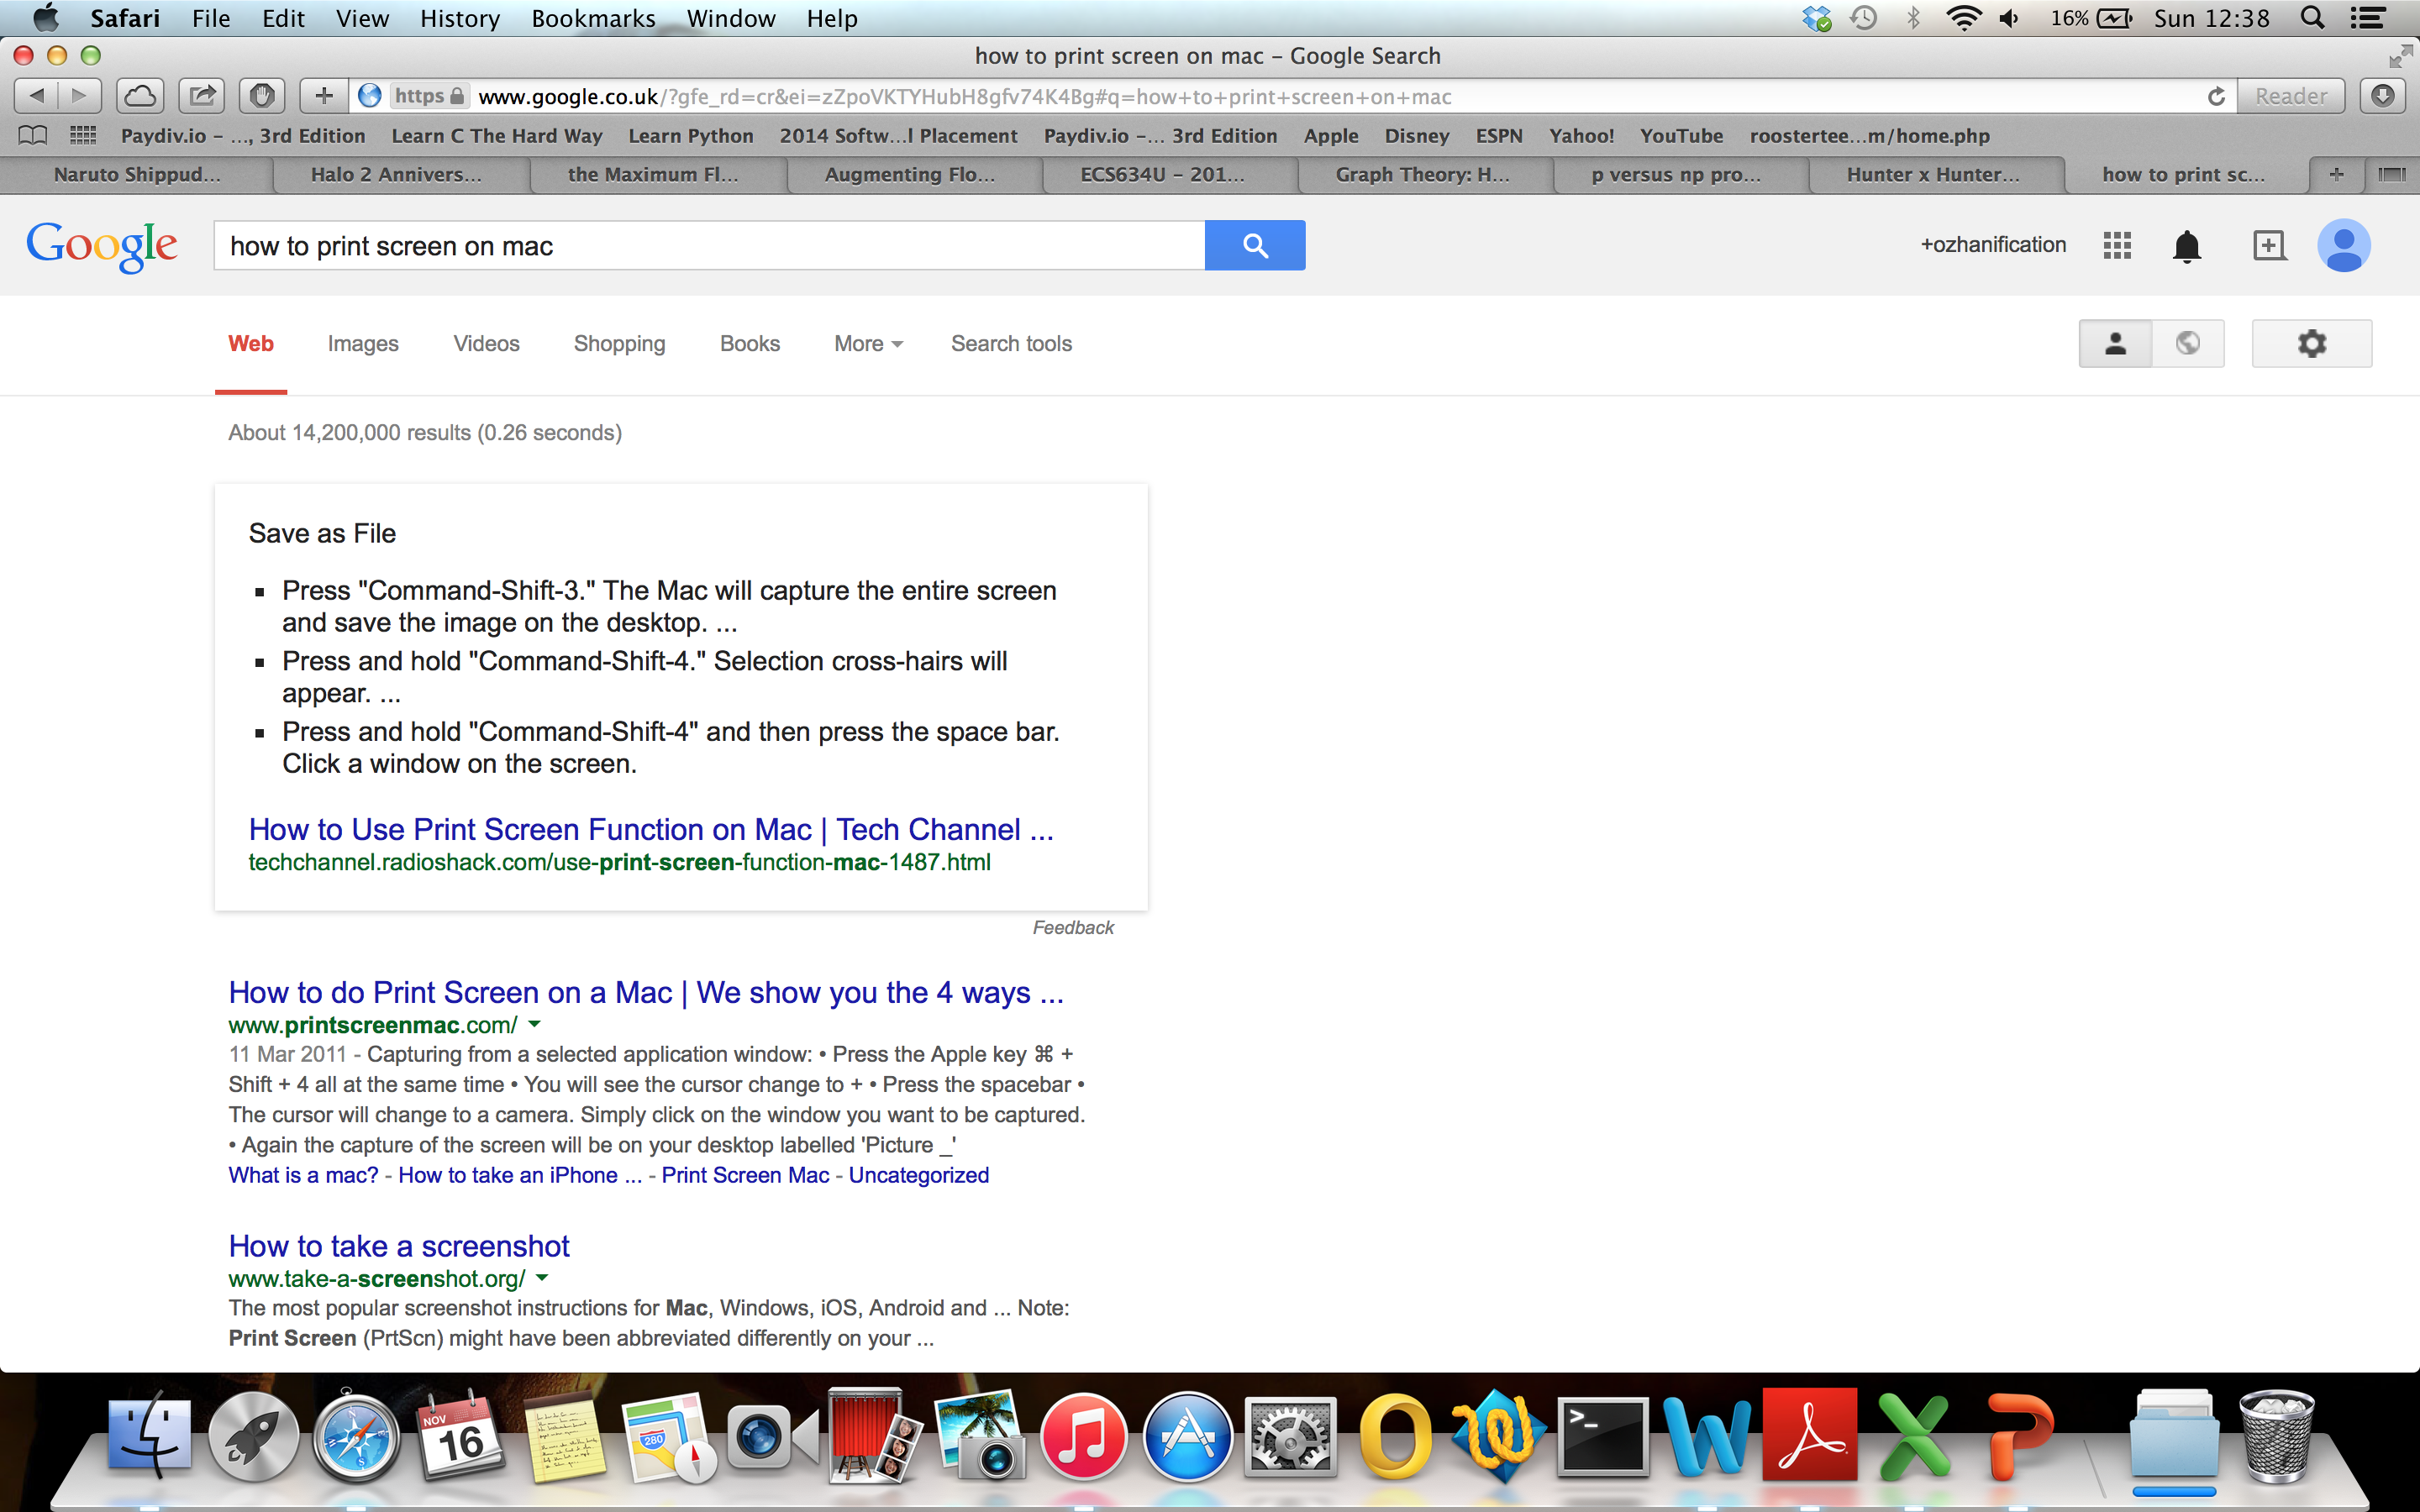 Safari File Edit View History Bookmarks Window Help 16% Sun 12:38
how to print screen on mac – Google Search
https www.google.co.uk/?gfe_rd=cr&ei=zZpoVKTYHubH8gfv74K4Bg#q=how+to+print+screen+on+mac Reader
Paydiv.io – ..., 3rd Edition Learn C The Hard Way Learn Python 2014 Softw...l Placement Paydiv.io –... 3rd Edition Apple Disney ESPN Yahoo! YouTube roostertee...m/home.php
Naruto Shippud... Halo 2 Annivers... the Maximum Fl... Augmenting Flo... ECS634U – 201... Graph Theory: H... p versus np pro... Hunter x Hunter... how to print sc...
Google how to print screen on mac +ozhanification
Web Images Videos Shopping Books More Search tools
About 14,200,000 results (0.26 seconds)
Save as File
▪ Press "Command-Shift-3." The Mac will capture the entire screen
and save the image on the desktop. ...
▪ Press and hold "Command-Shift-4." Selection cross-hairs will
appear. ...
▪ Press and hold "Command-Shift-4" and then press the space bar.
Click a window on the screen.
How to Use Print Screen Function on Mac | Tech Channel ...
techchannel.radioshack.com/use-print-screen-function-mac-1487.html
Feedback
How to do Print Screen on a Mac | We show you the 4 ways ...
www.printscreenmac.com/
11 Mar 2011 - Capturing from a selected application window: • Press the Apple key ⌘ +
Shift + 4 all at the same time • You will see the cursor change to + • Press the spacebar •
The cursor will change to a camera. Simply click on the window you want to be captured.
• Again the capture of the screen will be on your desktop labelled 'Picture _'
What is a mac? - How to take an iPhone ... - Print Screen Mac - Uncategorized
How to take a screenshot
www.take-a-screenshot.org/
The most popular screenshot instructions for Mac, Windows, iOS, Android and ... Note:
Print Screen (PrtScn) might have been abbreviated differently on your ...
NOV
16
280
>_